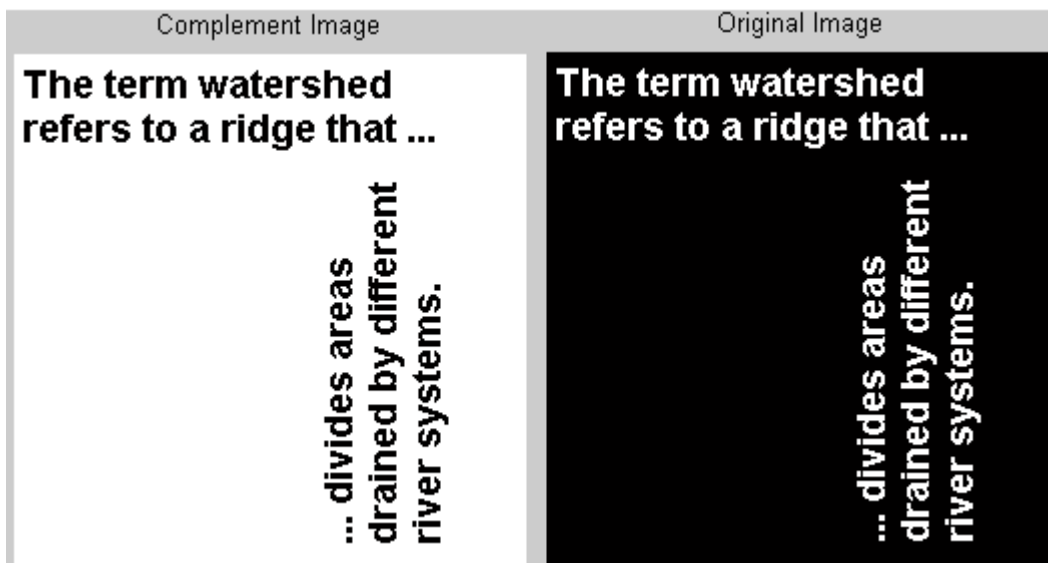 Complement Image
The term watershed
refers to a ridge that ...
... divides areas
drained by different
river systems.
Original Image
The term watershed
refers to a ridge that ...
... divides areas
drained by different
river systems.